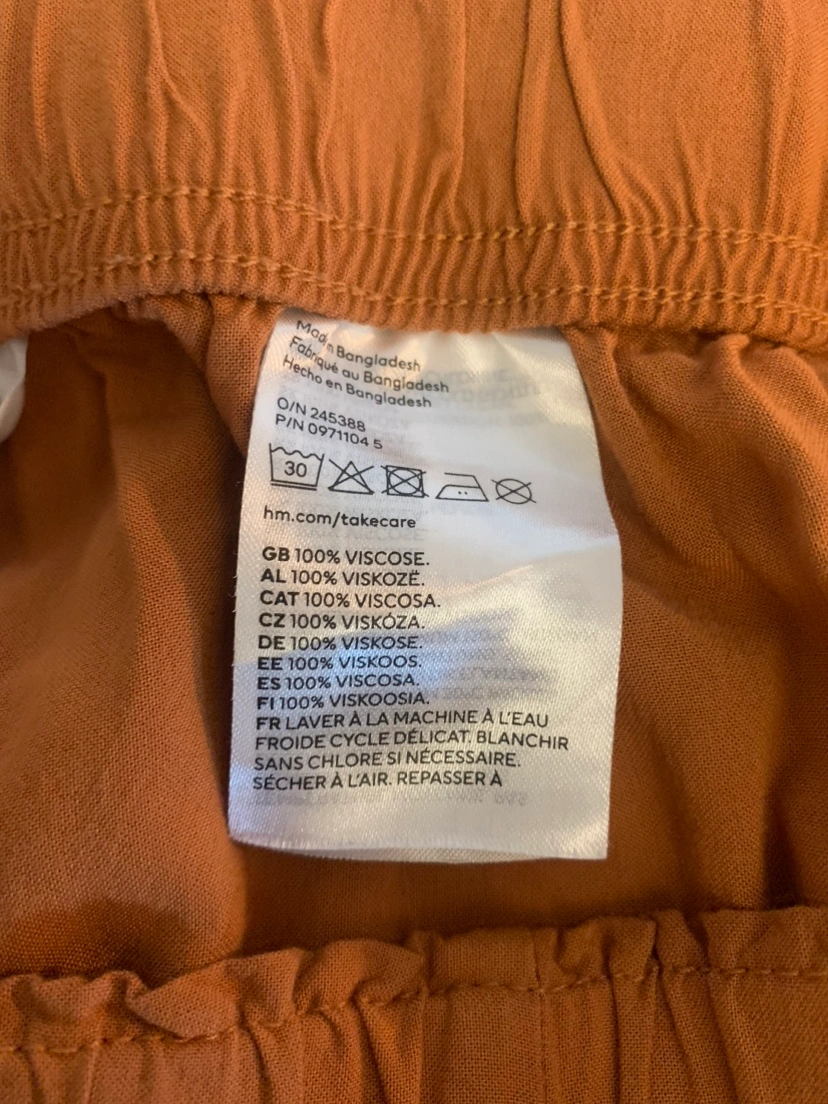 Made in Bangladesh
Fabriqué au Bangladesh
Hecho en Bangladesh
O/N 245388
P/N 0971104 5
30
hm.com/takecare
GB 100% VISCOSE.
AL 100% VISKOZË.
CAT 100% VISCOSA.
CZ 100% VISKÓZA.
DE 100% VISKOSE.
EE 100% VISKOOS.
ES 100% VISCOSA.
FI 100% VISKOOSIA.
FR LAVER À LA MACHINE À L'EAU
FROIDE CYCLE DÉLICAT. BLANCHIR
SANS CHLORE SI NÉCESSAIRE.
SÉCHER À L'AIR. REPASSER À